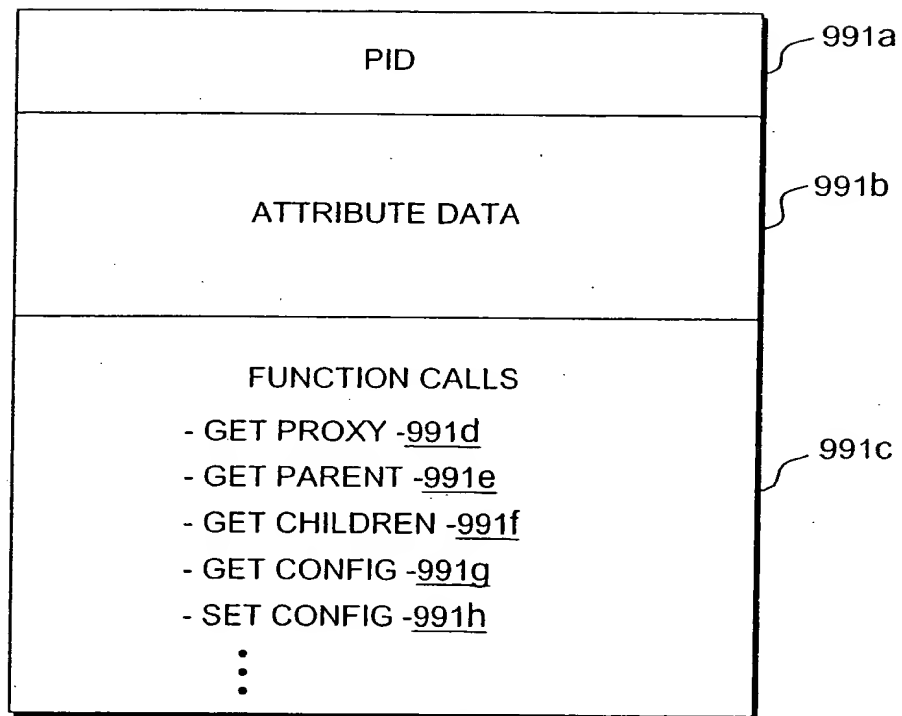 PID
991a
ATTRIBUTE DATA
991b
FUNCTION CALLS
- GET PROXY -991d
- GET PARENT -991e
- GET CHILDREN -991f
- GET CONFIG -991g
- SET CONFIG -991h
991c